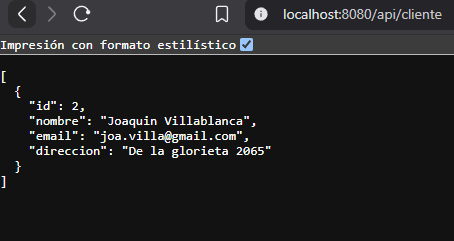 localhost:8080/api/cliente
Impresión con formato estilístico
[
  {
    "id": 2,
    "nombre": "Joaquin Villablanca",
    "email": "joa.villa@gmail.com",
    "direccion": "De la glorieta 2065"
  }
]